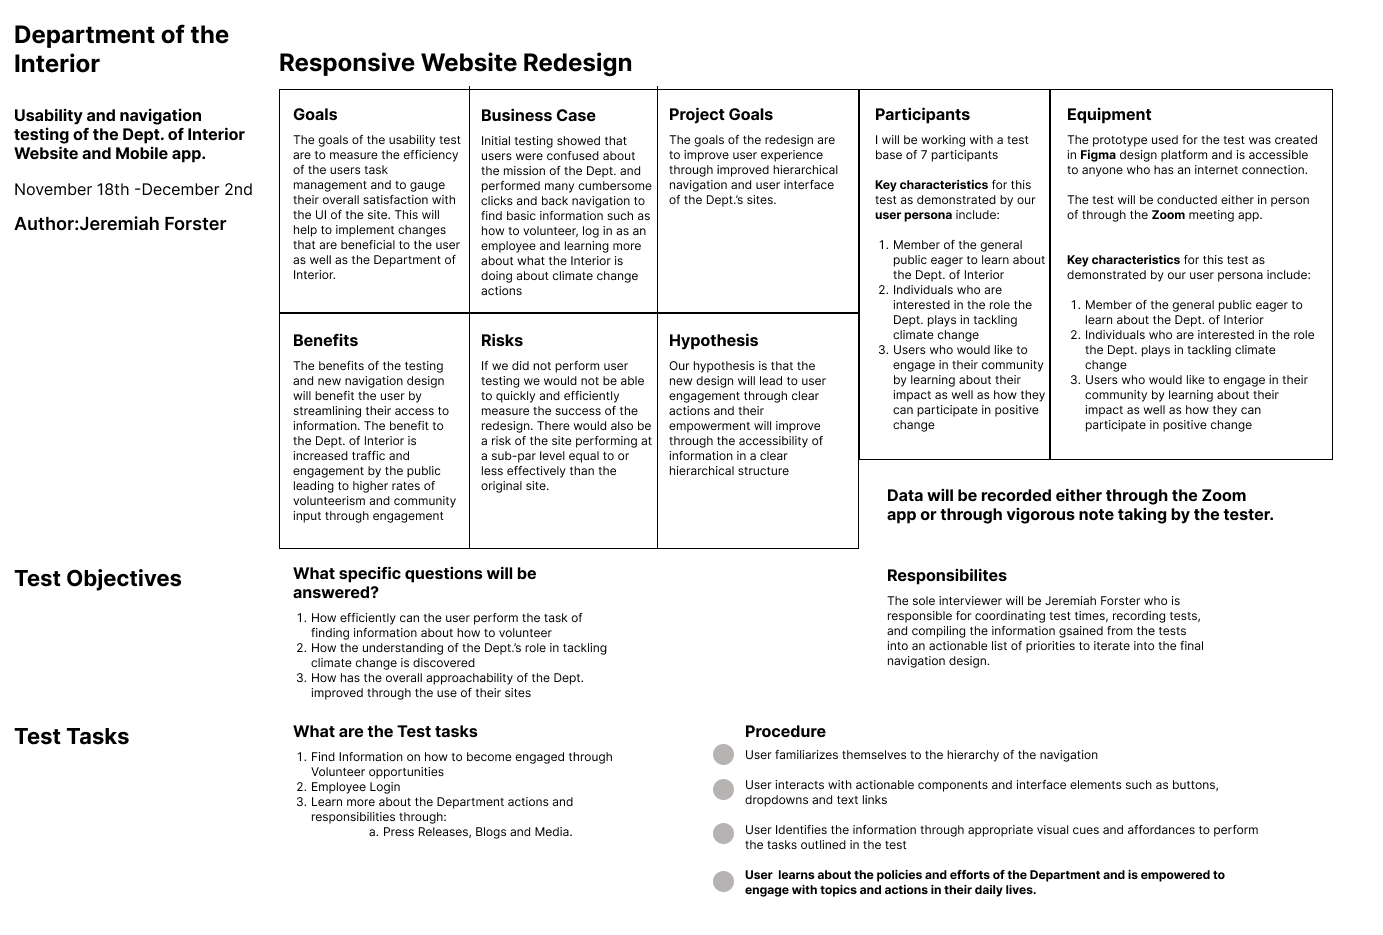 Department of the
Interior
Usability and navigation
testing of the Dept. of Interior
Website and Mobile app.
November 18th -December 2nd
Author:Jeremiah Forster
Responsive Website Redesign
Goals
The goals of the usability test
are to measure the efficiency
of the users task
management and to gauge
their overall satisfaction with
the UI of the site. This will
help to implement changes
that are beneficial to the user
as well as the Department of
Interior.
Business Case
Initial testing showed that
users were confused about
the mission of the Dept. and
performed many cumbersome
clicks and back navigation to
find basic information such as
how to volunteer, log in as an
employee and learning more
about what the Interior is
doing about climate change
actions
Project Goals
The goals of the redesign are
to improve user experience
through improved hierarchical
navigation and user interface
of the Dept.’s sites.
Participants
I will be working with a test
base of 7 participants
Key characteristics for this
test as demonstrated by our
user persona include:
1. Member of the general
public eager to learn about
the Dept. of Interior
2. Individuals who are
interested in the role the
Dept. plays in tackling
climate change
3. Users who would like to
engage in their community
by learning about their
impact as well as how they
can participate in positive
change
Equipment
The prototype used for the test was created
in Figma design platform and is accessible
to anyone who has an internet connection.
The test will be conducted either in person
of through the Zoom meeting app.
Key characteristics for this test as
demonstrated by our user persona include:
1. Member of the general public eager to
learn about the Dept. of Interior
2. Individuals who are interested in the role
the Dept. plays in tackling climate
change
3. Users who would like to engage in their
community by learning about their
impact as well as how they can
participate in positive change
Benefits
The benefits of the testing
and new navigation design
will benefit the user by
streamlining their access to
information. The benefit to
the Dept. of Interior is
increased traffic and
engagement by the public
leading to higher rates of
volunteerism and community
input through engagement
Risks
If we did not perform user
testing we would not be able
to quickly and efficiently
measure the success of the
redesign. There would also be
a risk of the site performing at
a sub-par level equal to or
less effectively than the
original site.
Hypothesis
Our hypothesis is that the
new design will lead to user
engagement through clear
actions and their
empowerment will improve
through the accessibility of
information in a clear
hierarchical structure
Data will be recorded either through the Zoom
app or through vigorous note taking by the tester.
Test Objectives
What specific questions will be
answered?
1. How efficiently can the user perform the task of
finding information about how to volunteer
2. How the understanding of the Dept.’s role in tackling
climate change is discovered
3. How has the overall approachability of the Dept.
improved through the use of their sites
Responsibilites
The sole interviewer will be Jeremiah Forster who is
responsible for coordinating test times, recording tests,
and compiling the information gsained from the tests
into an actionable list of priorities to iterate into the final
navigation design.
Test Tasks
What are the Test tasks
1. Find Information on how to become engaged through
Volunteer opportunities
2. Employee Login
3. Learn more about the Department actions and
responsibilities through:
a. Press Releases, Blogs and Media.
Procedure
User familiarizes themselves to the hierarchy of the navigation
User interacts with actionable components and interface elements such as buttons,
dropdowns and text links
User Identifies the information through appropriate visual cues and affordances to perform
the tasks outlined in the test
User learns about the policies and efforts of the Department and is empowered to
engage with topics and actions in their daily lives.